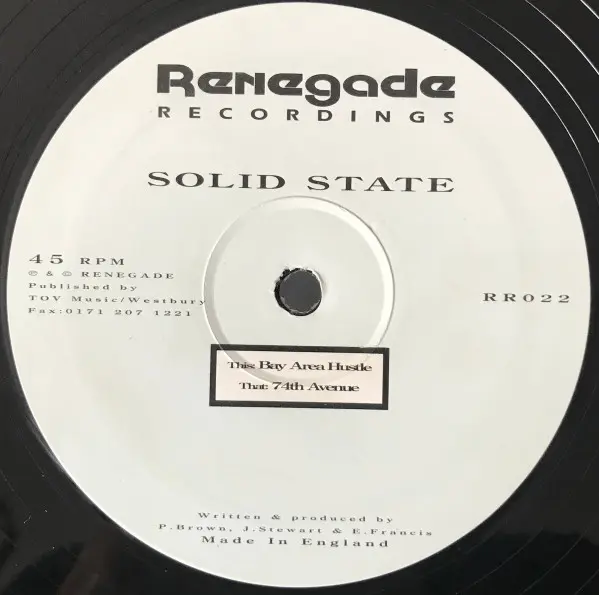 Renegade
RECORDINGS
SOLID STATE
45 RPM
℗ & © RENEGADE
Published by
TOV Music/Westbury
Fax:0171 207 1221
RR022
This: Bay Area Hustle
That: 74th Avenue
Written & produced by
P.Brown, J.Stewart & E.Francis
Made In England